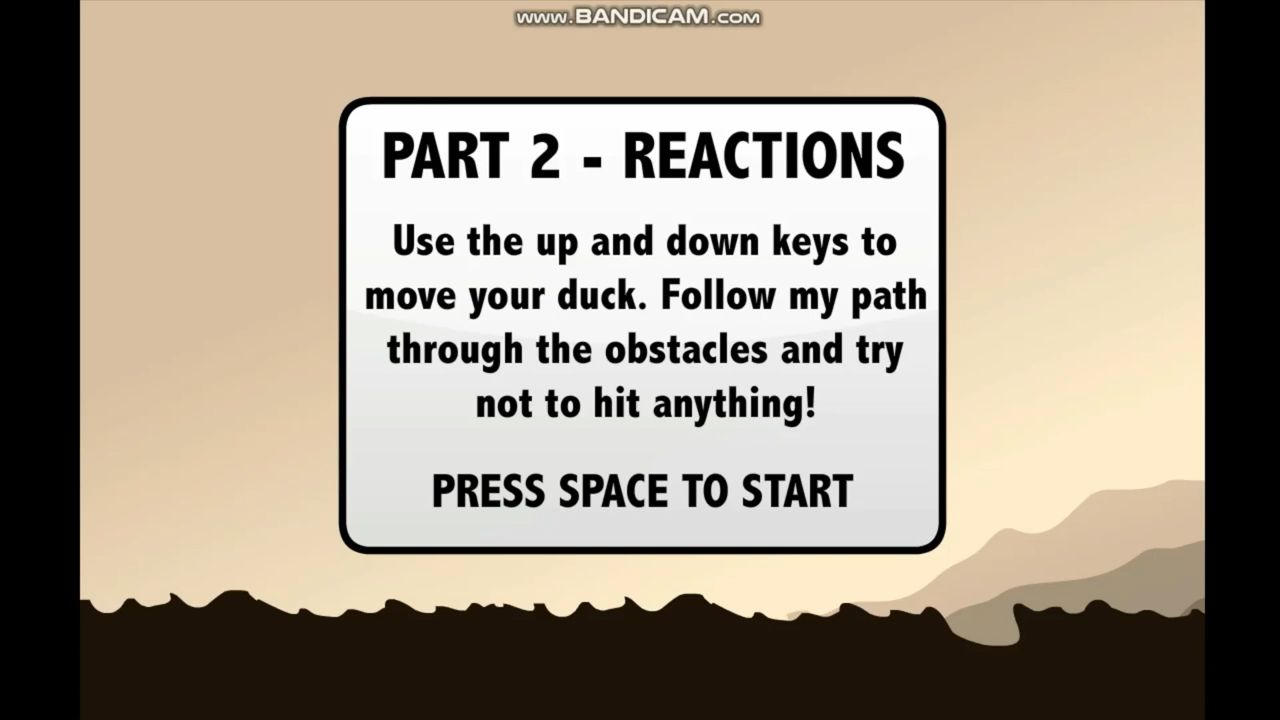 www.BANDICAM.com
PART 2 - REACTIONS
Use the up and down keys to
move your duck. Follow my path
through the obstacles and try
not to hit anything!
PRESS SPACE TO START